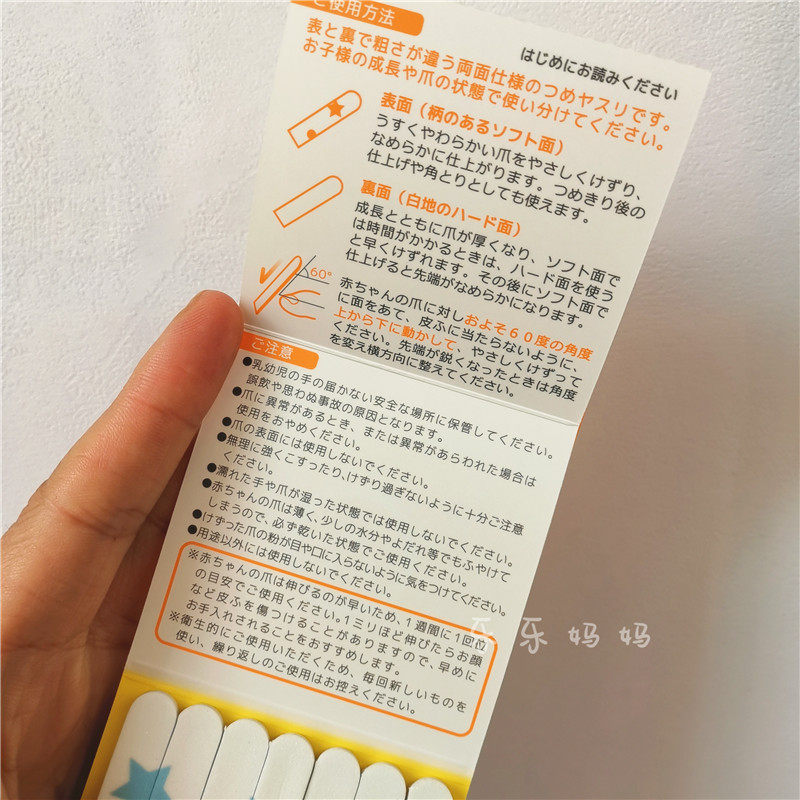 ご使用方法
はじめにお読みください
表と裏で粗さが違う両面仕様のつめヤスリです。
お子様の成長や爪の状態で使い分けてください。
表面（柄のあるソフト面）
うすくやわらかい爪をやさしくけずり、
なめらかに仕上がります。つめきり後の
仕上げや角とりとしても使えます。
裏面（白地のハード面）
成長とともに爪が厚くなり、ソフト面で
は時間がかかるときは、ハード面を使う
と早くけずれます。その後にソフト面で
仕上げると先端がなめらかになります。
60°
赤ちゃんの爪に対しおよそ60度の角度
に面をあて、皮ふに当たらないように、
上から下に動かして、やさしくけずって
ください。先端が鋭くなったときは角度
を変え横方向に整えてください。
ご注意
●乳幼児の手の届かない安全な場所に保管してください。
誤飲や思わぬ事故の原因となります。
●爪に異常があるとき、または異常があらわれた場合は
使用をおやめください。
●爪の表面には使用しないでください。
●無理に強くこすったり、けずり過ぎないように十分ご注意
ください。
●濡れた手や爪が湿った状態では使用しないでください。
●赤ちゃんの爪は薄く、少しの水分やよだれ等でもふやけて
しまうので、必ず乾いた状態でご使用ください。
●けずった爪の粉が目や口に入らないように気をつけてください。
●用途以外には使用しないでください。
※赤ちゃんの爪は伸びるのが早いため、1週間に1回位
の目安でご使用ください。1ミリほど伸びたらお顔
など皮ふを傷つけることがありますので、早めに
お手入れされることをおすすめします。
※衛生的にご使用いただくため、毎回新しいものを
使い、繰り返しのご使用はお控えください。
乐乐妈妈